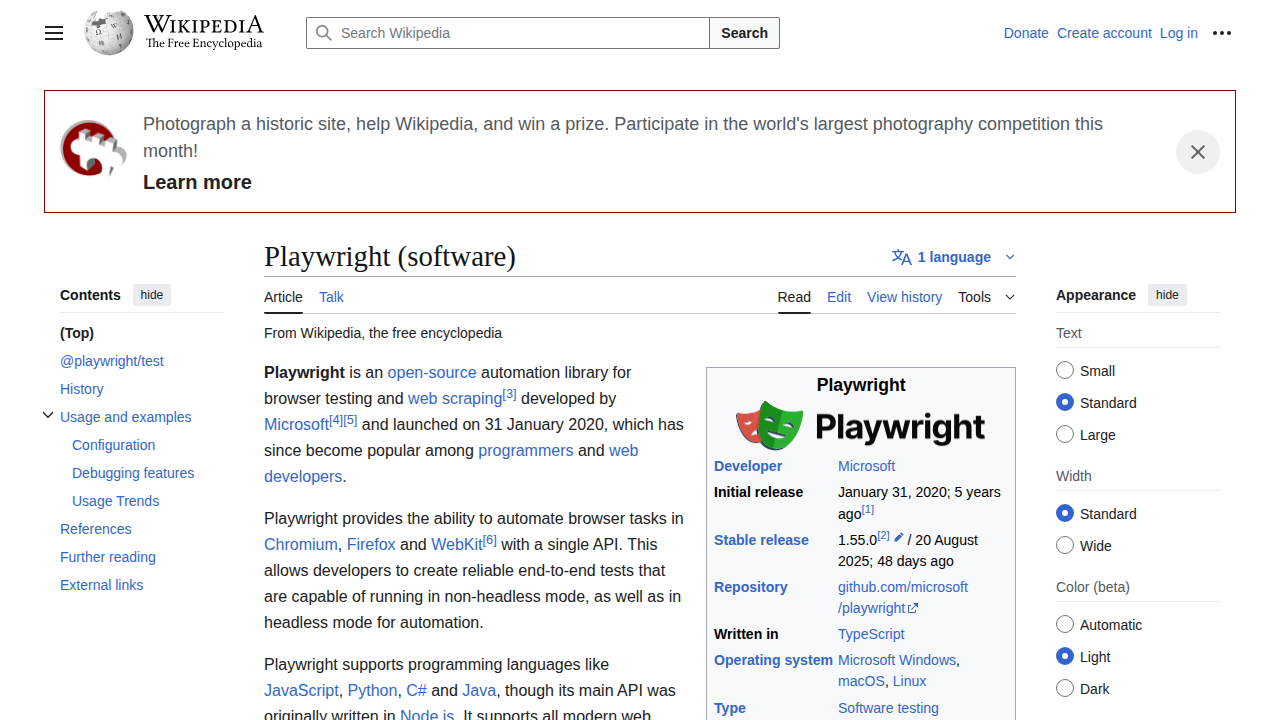 WIKIPEDIA
The Free Encyclopedia
Search Wikipedia
Search
Donate
Create account
Log in
Photograph a historic site, help Wikipedia, and win a prize. Participate in the world's largest photography competition this
month!
Learn more
Playwright (software)
1 language
Contents
hide
(Top)
@playwright/test
History
Usage and examples
Configuration
Debugging features
Usage Trends
References
Further reading
External links
Article
Talk
Read
Edit
View history
Tools
From Wikipedia, the free encyclopedia
Playwright is an open-source automation library for
browser testing and web scraping[3] developed by
Microsoft[4][5] and launched on 31 January 2020, which has
since become popular among programmers and web
developers.
Playwright provides the ability to automate browser tasks in
Chromium, Firefox and WebKit[6] with a single API. This
allows developers to create reliable end-to-end tests that
are capable of running in non-headless mode, as well as in
headless mode for automation.
Playwright supports programming languages like
JavaScript, Python, C# and Java, though its main API was
originally written in Node.js. It supports all modern web
Playwright
Playwright
Developer Microsoft
Initial release January 31, 2020; 5 years
ago[1]
Stable release 1.55.0[2] / 20 August
2025; 48 days ago
Repository github.com/microsoft
/playwright
Written in TypeScript
Operating system Microsoft Windows,
macOS, Linux
Type Software testing
Appearance
hide
Text
Small
Standard
Large
Width
Standard
Wide
Color (beta)
Automatic
Light
Dark